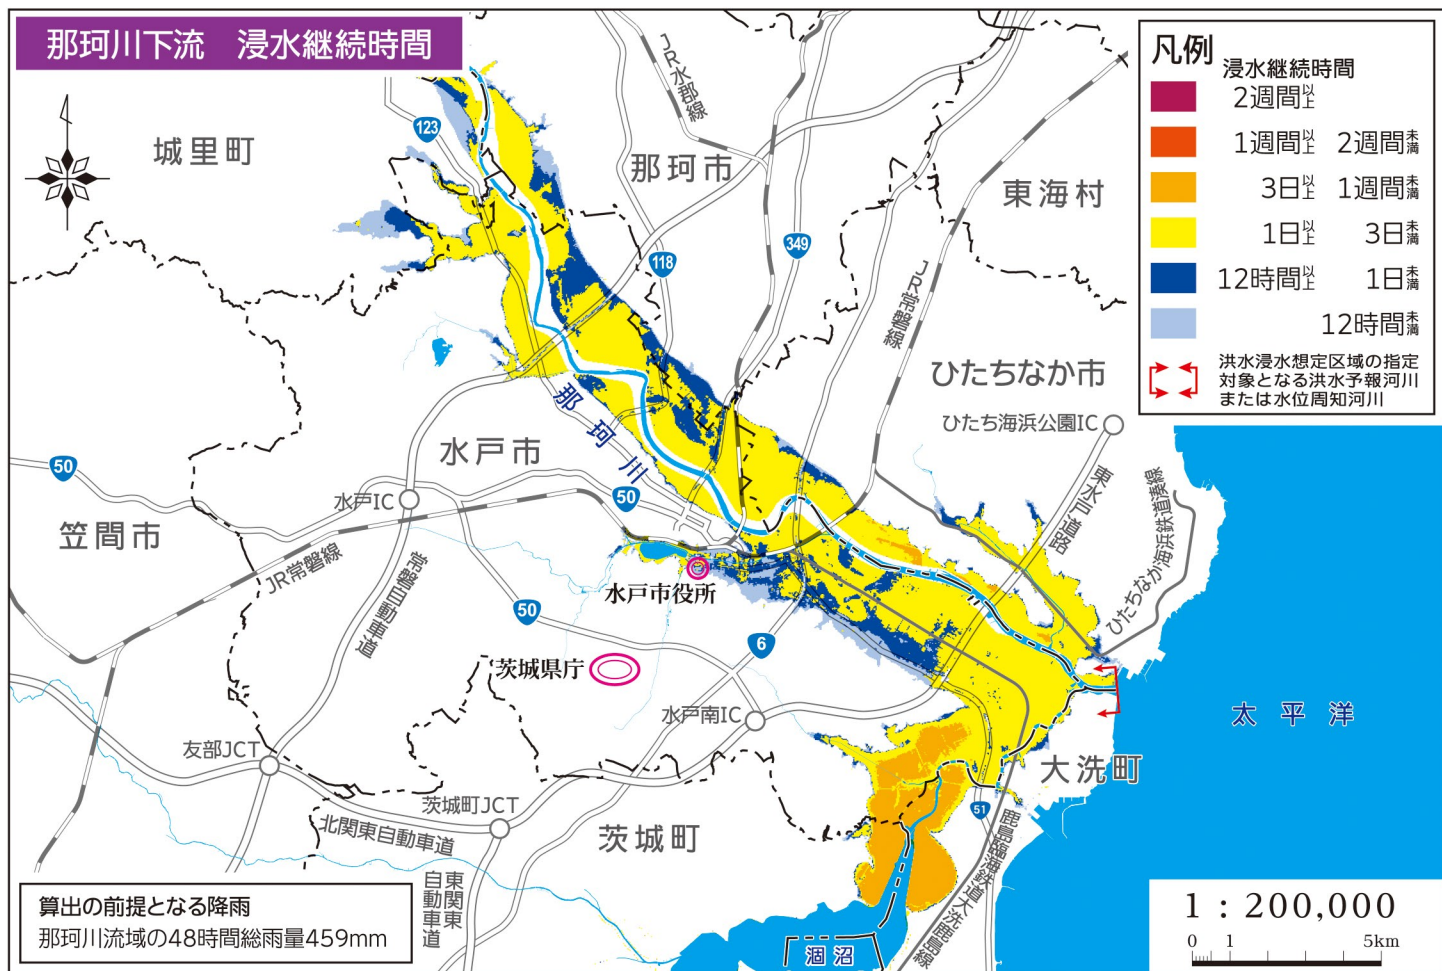 那珂川下流 浸水継続時間
凡例
浸水継続時間
2週間以上
1週間以上 2週間未満
3日以上 1週間未満
1日以上 3日未満
12時間以上 1日未満
12時間未満
洪水浸水想定区域の指定
対象となる洪水予報河川
または水位周知河川
城里町
123
JR水郡線
那珂市
118
349
東海村
JR常磐線
ひたちなか市
ひたち海浜公園IC
東水戸道路
ひたちなか海浜鉄道湊線
那珂川
水戸市
50
水戸IC
50
笠間市
JR常磐線
常磐自動車道
水戸市役所
50
6
茨城県庁
水戸南IC
太平洋
大洗町
友部JCT
茨城町JCT
北関東自動車道
茨城町
51
鹿島臨海鉄道大洗鹿島線
東関東
自動車道
涸沼
算出の前提となる降雨
那珂川流域の48時間総雨量459mm
1:200,000
0 1 5km